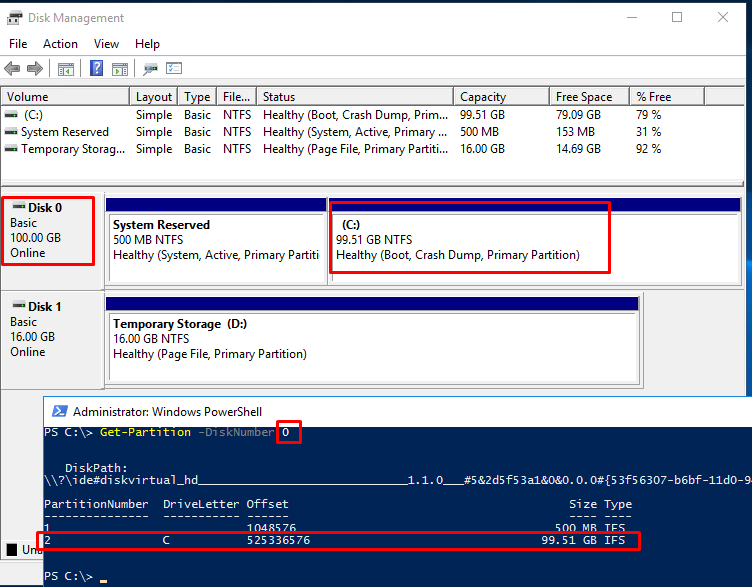 Disk Management
File Action View Help
Volume Layout Type File... Status Capacity Free Space % Free
(C:) Simple Basic NTFS Healthy (Boot, Crash Dump, Prim... 99.51 GB 79.09 GB 79 %
System Reserved Simple Basic NTFS Healthy (System, Active, Primary ... 500 MB 153 MB 31 %
Temporary Storag... Simple Basic NTFS Healthy (Page File, Primary Partiti... 16.00 GB 14.69 GB 92 %
Disk 0
Basic
100.00 GB
Online
System Reserved
500 MB NTFS
Healthy (System, Active, Primary Partiti
(C:)
99.51 GB NTFS
Healthy (Boot, Crash Dump, Primary Partition)
Disk 1
Basic
16.00 GB
Online
Temporary Storage (D:)
16.00 GB NTFS
Healthy (Page File, Primary Partition)
Una
Administrator: Windows PowerShell
PS C:\> Get-Partition -DiskNumber 0
DiskPath:
\\?\ide#diskvirtual_hd______________________________1.1.0___#5&2d5f53a1&0&0.0.0#{53f56307-b6bf-11d0-9
PartitionNumber DriveLetter Offset Size Type
--------------- ----------- ------ ---- ----
1 1048576 500 MB IFS
2 C 525336576 99.51 GB IFS
PS C:\> _